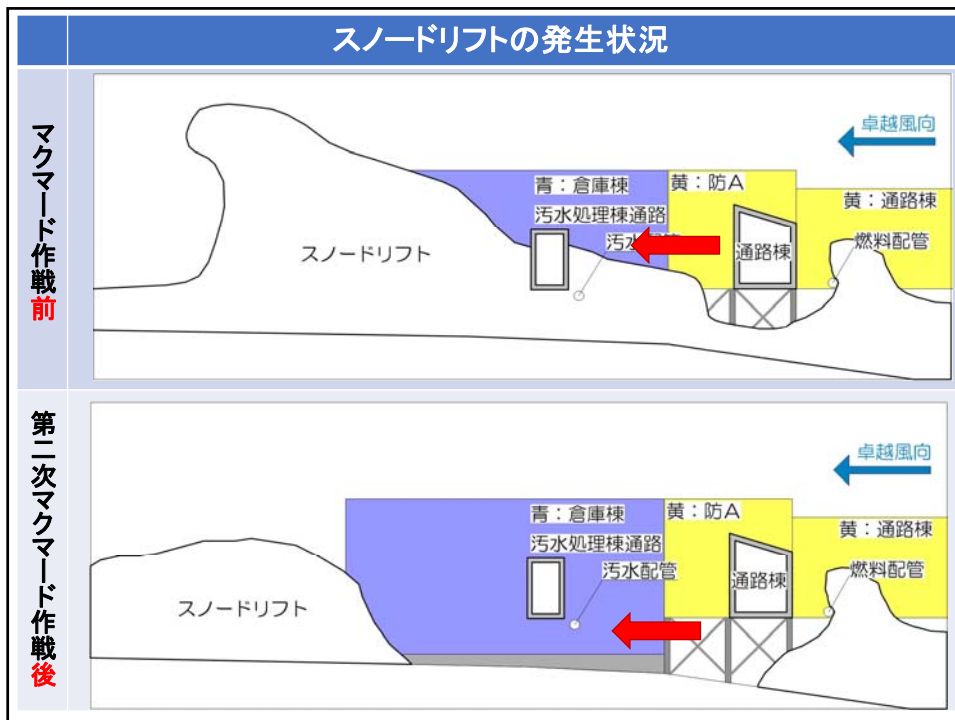 スノードリフトの発生状況
マクマード作戦前
卓越風向
青：倉庫棟
黄：防A
黄：通路棟
汚水処理棟通路
汚水配管
通路棟
燃料配管
スノードリフト
第二次マクマード作戦後
卓越風向
青：倉庫棟
黄：防A
黄：通路棟
汚水処理棟通路
汚水配管
通路棟
燃料配管
スノードリフト